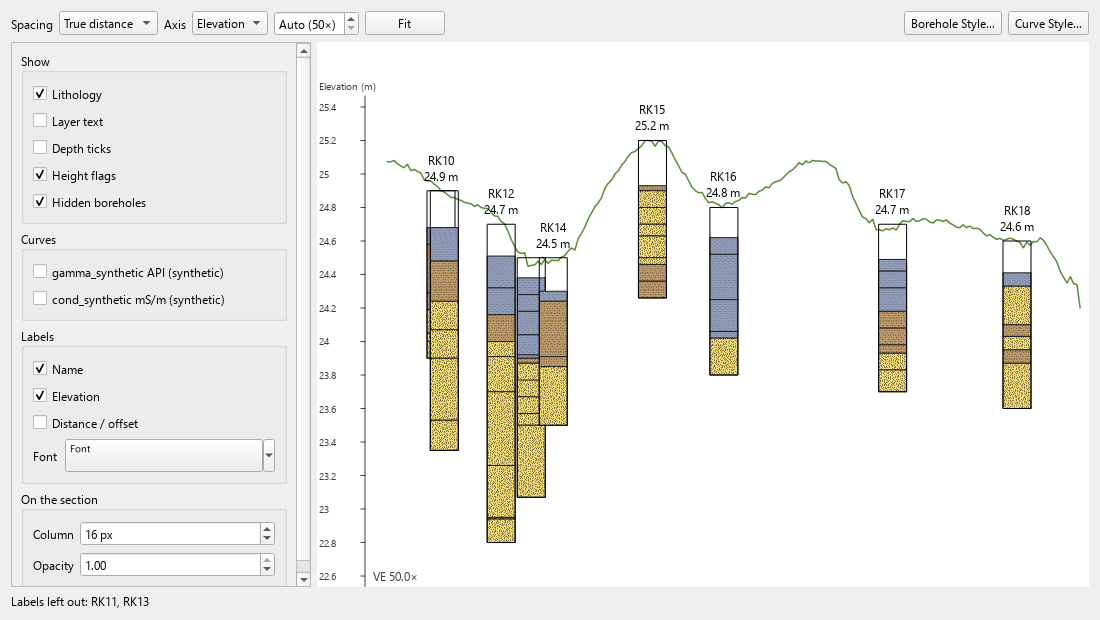 Spacing True distance Axis Elevation Auto (50×) Fit Borehole Style... Curve Style...
Show
Lithology
Layer text
Depth ticks
Height flags
Hidden boreholes
Curves
gamma_synthetic API (synthetic)
cond_synthetic mS/m (synthetic)
Labels
Name
Elevation
Distance / offset
Font Font
On the section
Column 16 px
Opacity 1.00
Elevation (m)
25.4
25.2
25
24.8
24.6
24.4
24.2
24
23.8
23.6
23.4
23.2
23
22.8
22.6
RK10
24.9 m
RK12
24.7 m
RK14
24.5 m
RK15
25.2 m
RK16
24.8 m
RK17
24.7 m
RK18
24.6 m
VE 50.0×
Labels left out: RK11, RK13